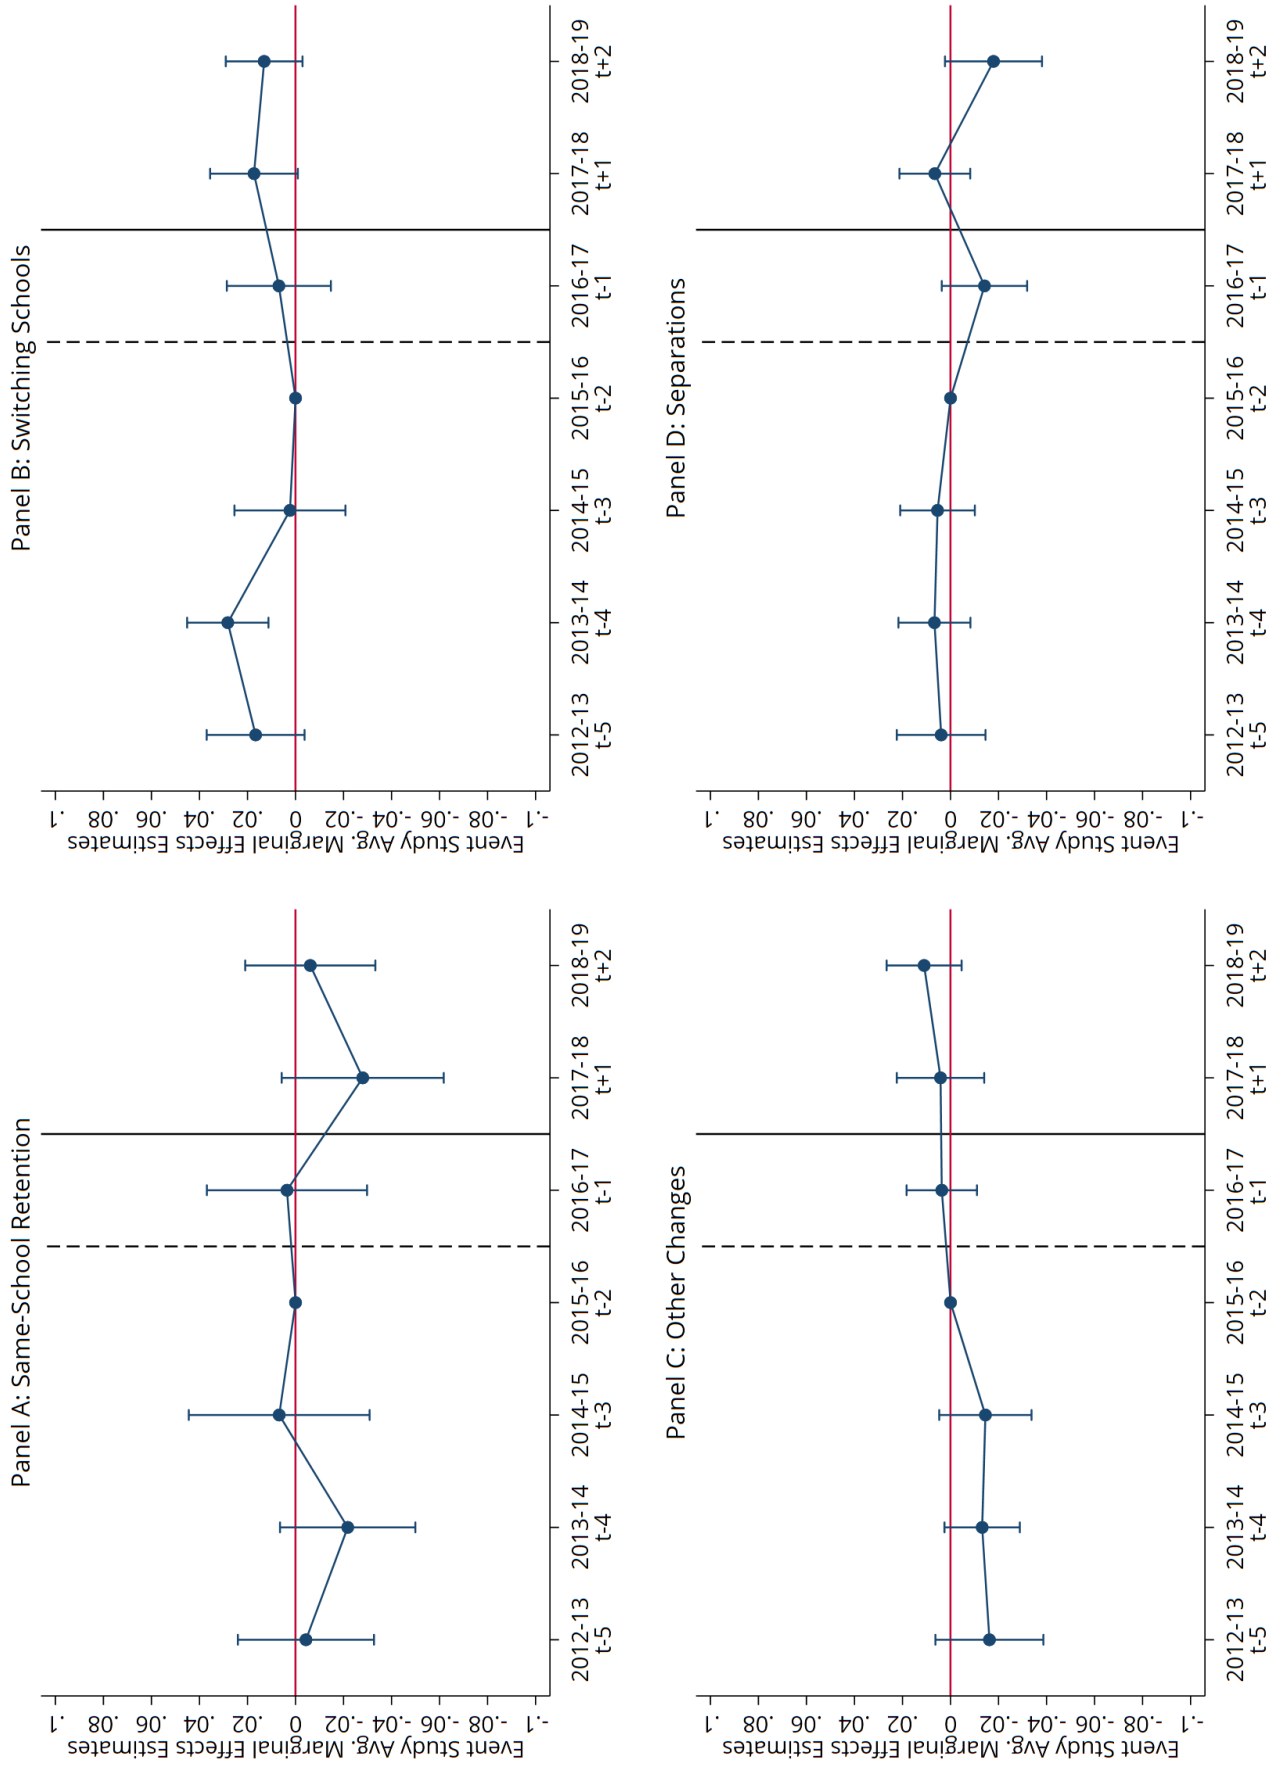 Panel A: Same-School Retention
Event Study Avg. Marginal Effects Estimates
.1
.08
.06
.04
.02
0
-.02
-.04
-.06
-.08
-.1
2012-13 2013-14 2014-15 2015-16 2016-17 2017-18 2018-19
t-5 t-4 t-3 t-2 t-1 t+1 t+2
Panel B: Switching Schools
Event Study Avg. Marginal Effects Estimates
.1
.08
.06
.04
.02
0
-.02
-.04
-.06
-.08
-.1
2012-13 2013-14 2014-15 2015-16 2016-17 2017-18 2018-19
t-5 t-4 t-3 t-2 t-1 t+1 t+2
Panel C: Other Changes
Event Study Avg. Marginal Effects Estimates
.1
.08
.06
.04
.02
0
-.02
-.04
-.06
-.08
-.1
2012-13 2013-14 2014-15 2015-16 2016-17 2017-18 2018-19
t-5 t-4 t-3 t-2 t-1 t+1 t+2
Panel D: Separations
Event Study Avg. Marginal Effects Estimates
.1
.08
.06
.04
.02
0
-.02
-.04
-.06
-.08
-.1
2012-13 2013-14 2014-15 2015-16 2016-17 2017-18 2018-19
t-5 t-4 t-3 t-2 t-1 t+1 t+2